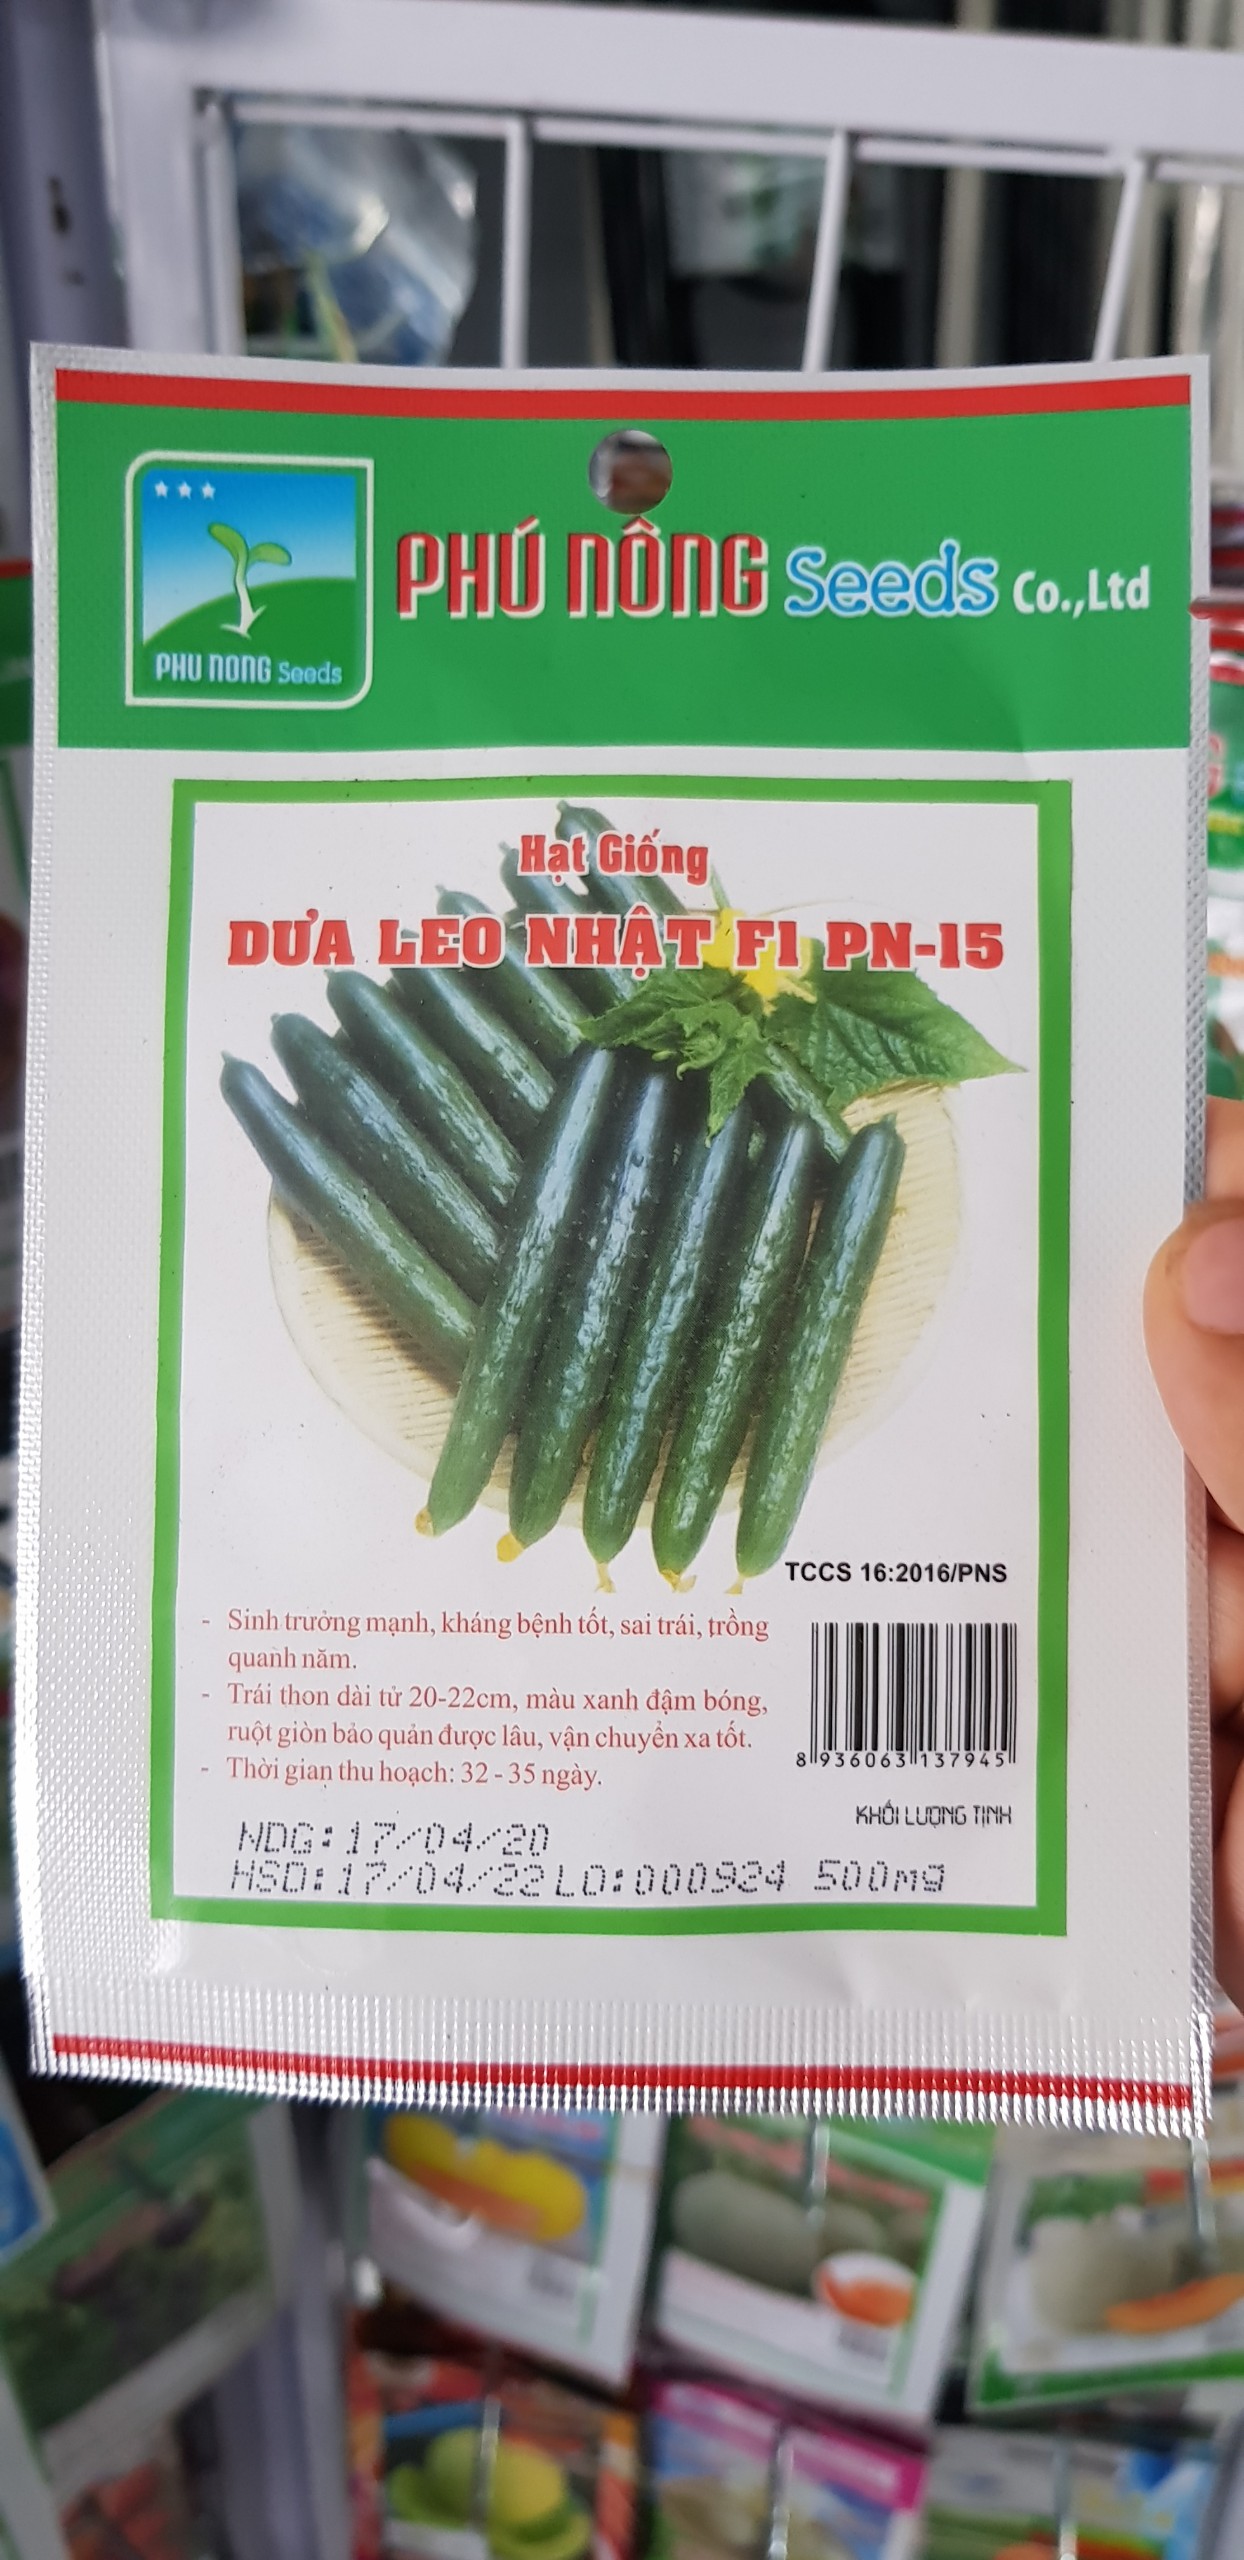 PHU NONG Seeds
PHÚ NÔNG Seeds Co.,Ltd
Hạt Giống
DƯA LEO NHẬT F1 PN-15
TCCS 16:2016/PNS
- Sinh trưởng mạnh, kháng bệnh tốt, sai trái, trồng
quanh năm.
- Trái thon dài từ 20-22cm, màu xanh đậm bóng,
ruột giòn bảo quản được lâu, vận chuyển xa tốt.
- Thời gian thu hoạch: 32 - 35 ngày.
8 936063 137945
KHỐI LƯỢNG TỊNH
NDG:17/04/20
HSD:17/04/22 LO:000924 500mg